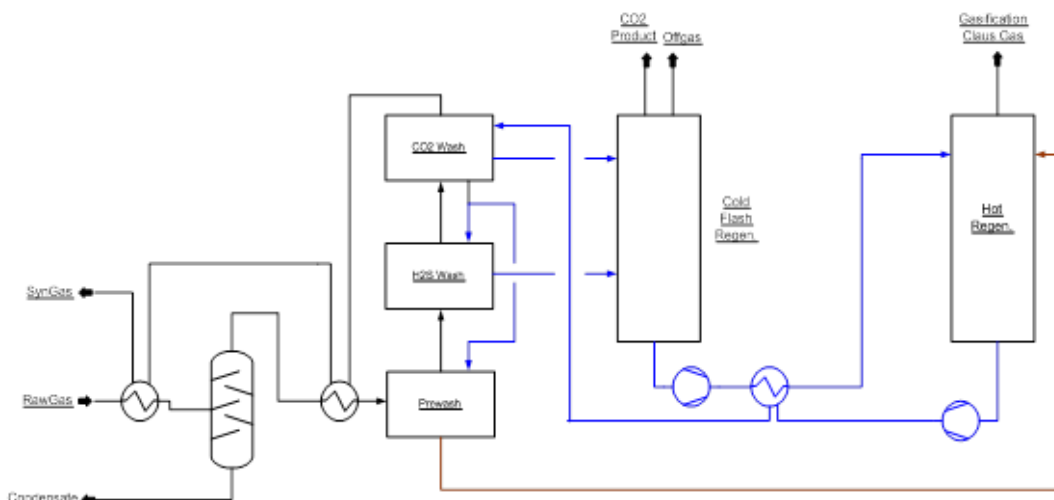 CO2
Product
Offgas
Gasification
Claus Gas
CO2 Wash
Cold
Flash
Regen.
Hot
Regen.
H2S Wash
SynGas
RawGas
Prewash
Condensate